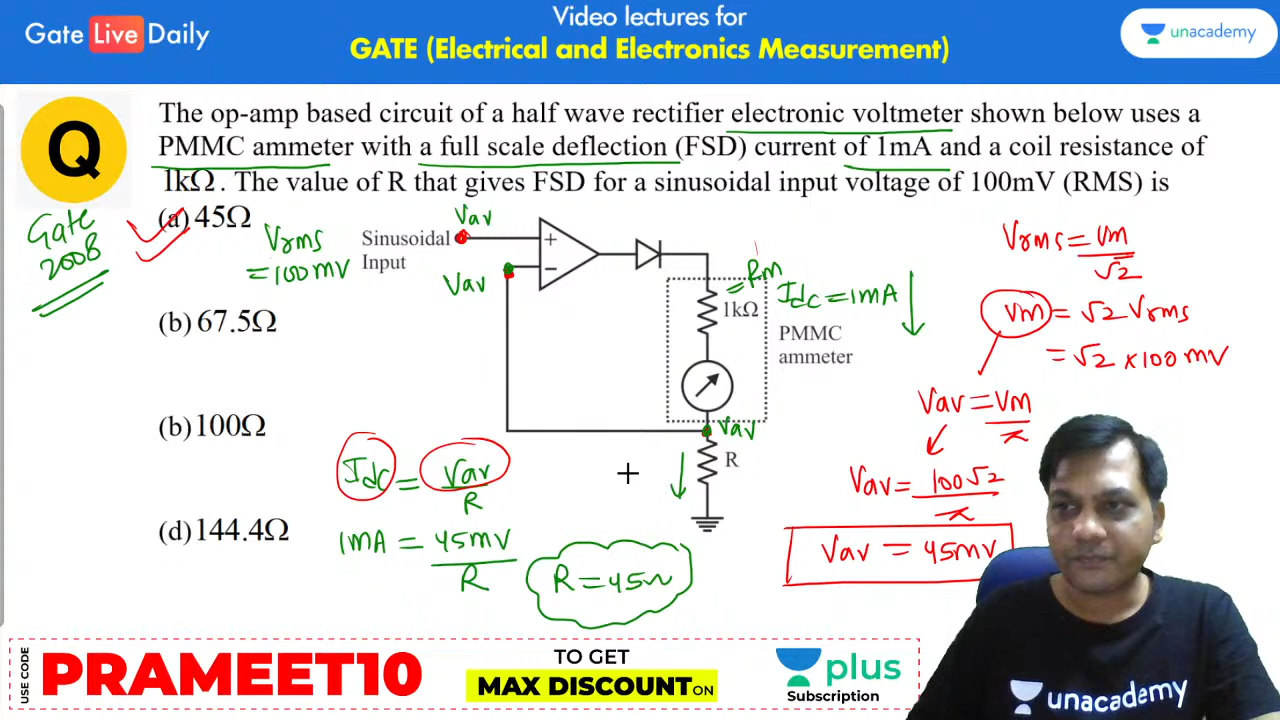 Gate Live Daily
Video lectures for
GATE (Electrical and Electronics Measurement)
unacademy
Q
The op-amp based circuit of a half wave rectifier electronic voltmeter shown below uses a
PMMC ammeter with a full scale deflection (FSD) current of 1mA and a coil resistance of
1kΩ. The value of R that gives FSD for a sinusoidal input voltage of 100mV (RMS) is
Gate
2008
(a) 45Ω
(b) 67.5Ω
(b) 100Ω
(d) 144.4Ω
Vrms
= 100mV
Sinusoidal
Input
Vav
Vav
+
−
= Rm
1kΩ
Idc = 1mA
PMMC
ammeter
Vav
R
Idc = Vav
R
1mA = 45mV
R
R = 45Ω
Vrms = Vm
√2
Vm = √2 Vrms
= √2 × 100 mV
Vav = Vm
π
Vav = 100√2
π
Vav = 45mV
USE CODE
PRAMEET10
TO GET
MAX DISCOUNT ON
plus
Subscription
unacademy